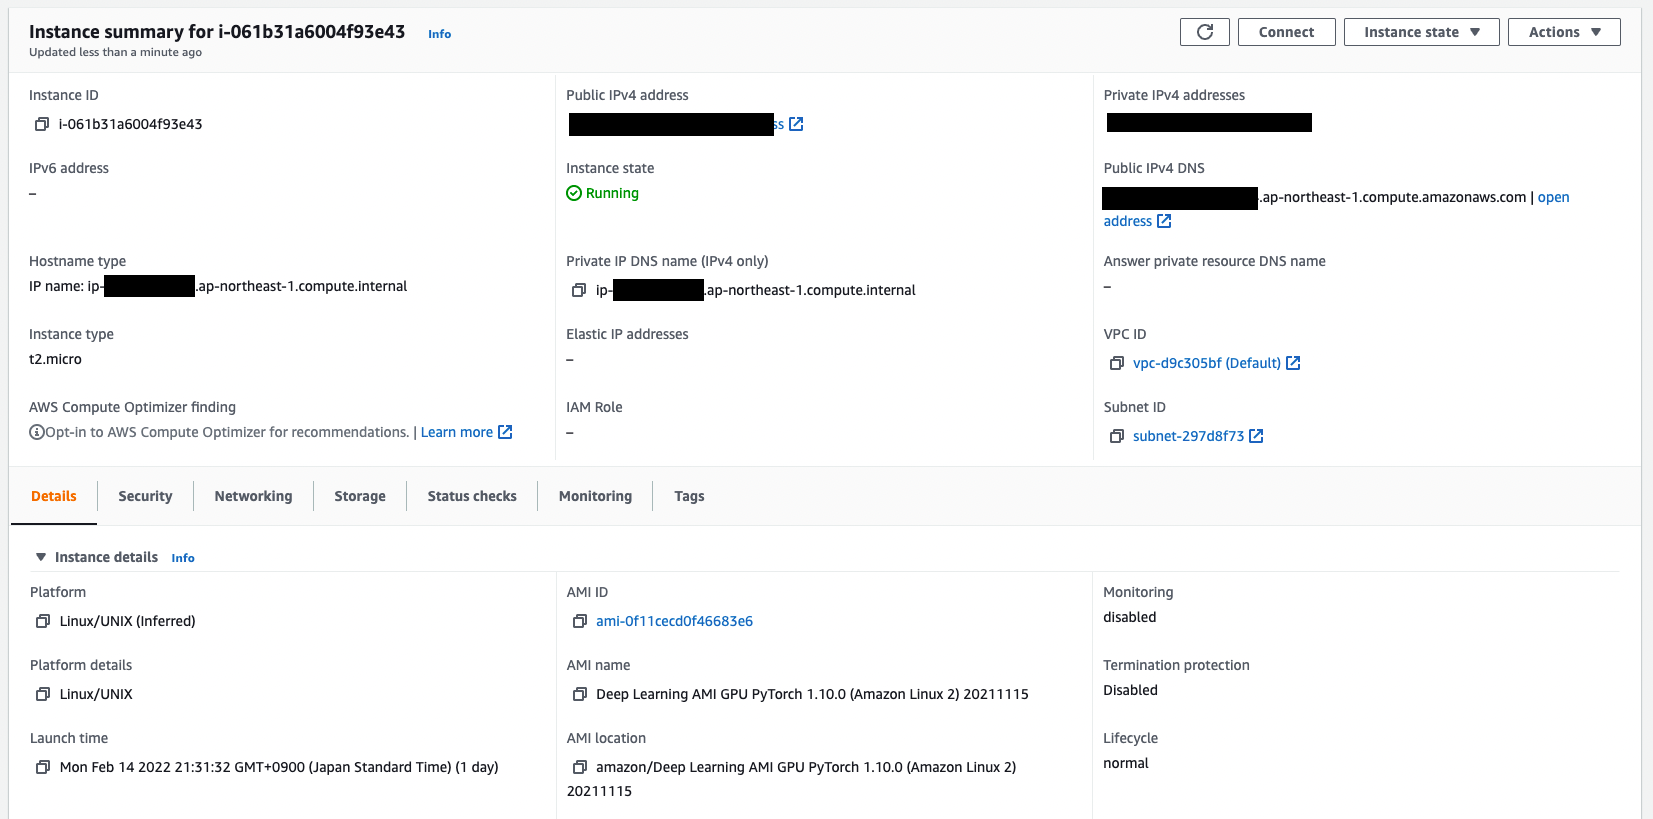 Instance summary for i-061b31a6004f93e43 Info
Updated less than a minute ago
Connect
Instance state
Actions
Instance ID
i-061b31a6004f93e43
Public IPv4 address
ss
Private IPv4 addresses
IPv6 address
–
Instance state
Running
Public IPv4 DNS
.ap-northeast-1.compute.amazonaws.com | open
address
Hostname type
IP name: ip-
.ap-northeast-1.compute.internal
Private IP DNS name (IPv4 only)
ip-
.ap-northeast-1.compute.internal
Answer private resource DNS name
–
Instance type
t2.micro
Elastic IP addresses
–
VPC ID
vpc-d9c305bf (Default)
AWS Compute Optimizer finding
Opt-in to AWS Compute Optimizer for recommendations. | Learn more
IAM Role
–
Subnet ID
subnet-297d8f73
Details
Security
Networking
Storage
Status checks
Monitoring
Tags
Instance details Info
Platform
Linux/UNIX (Inferred)
AMI ID
ami-0f11cecd0f46683e6
Monitoring
disabled
Platform details
Linux/UNIX
AMI name
Deep Learning AMI GPU PyTorch 1.10.0 (Amazon Linux 2) 20211115
Termination protection
Disabled
Launch time
Mon Feb 14 2022 21:31:32 GMT+0900 (Japan Standard Time) (1 day)
AMI location
amazon/Deep Learning AMI GPU PyTorch 1.10.0 (Amazon Linux 2)
20211115
Lifecycle
normal